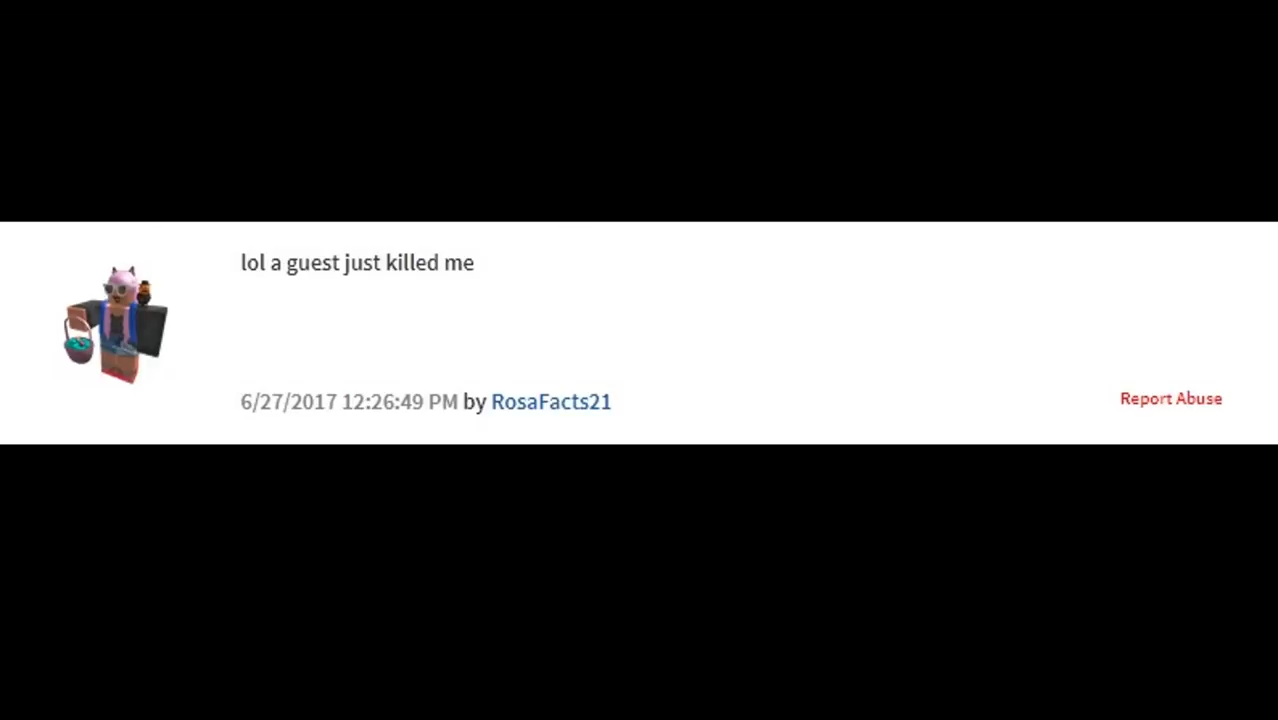 lol a guest just killed me
6/27/2017 12:26:49 PM by RosaFacts21
Report Abuse